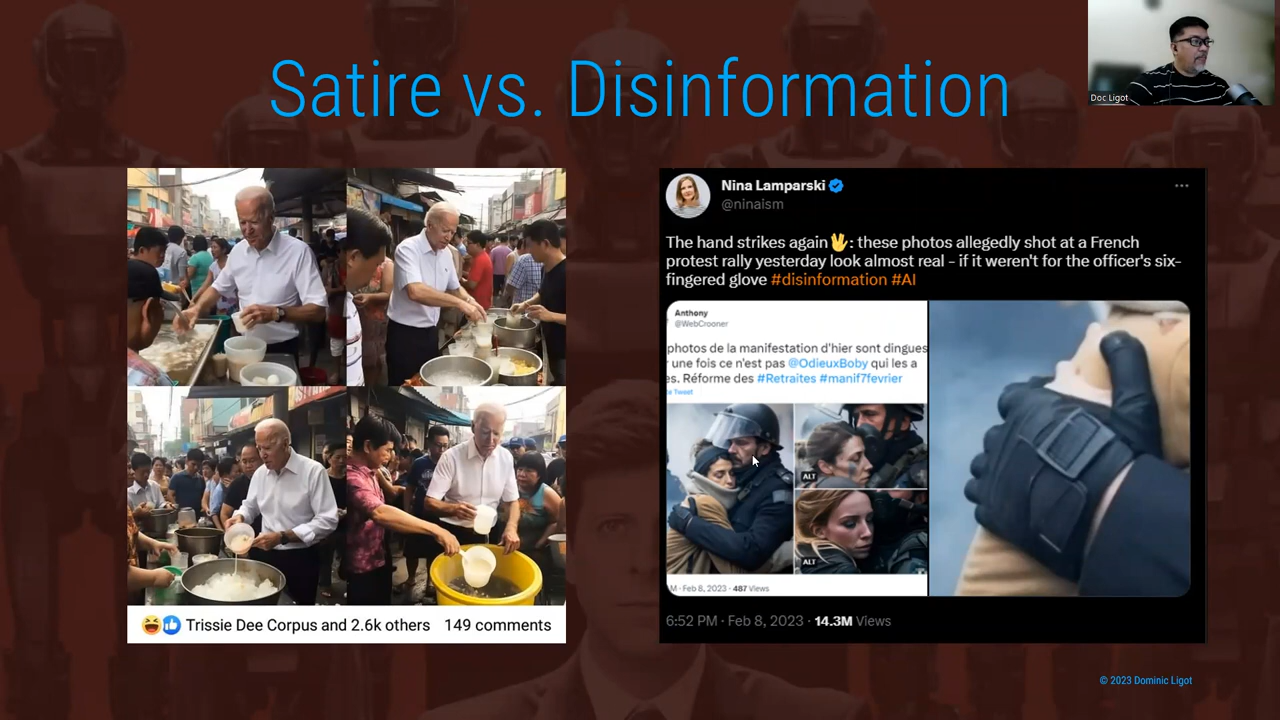 Satire vs. Disinformation
Doc Ligot
Trissie Dee Corpus and 2.6k others 149 comments
Nina Lamparski
@ninaism
The hand strikes again🖖: these photos allegedly shot at a French
protest rally yesterday look almost real - if it weren't for the officer's six-
fingered glove #disinformation #AI
Anthony
@WebCrooner
photos de la manifestation d'hier sont dingues
une fois ce n'est pas @OdieuxBoby qui les a
es. Réforme des #Retraites #manif7fevrier
Tweet
ALT
ALT
M · Feb 8, 2023 · 487 Views
6:52 PM · Feb 8, 2023 · 14.3M Views
© 2023 Dominic Ligot